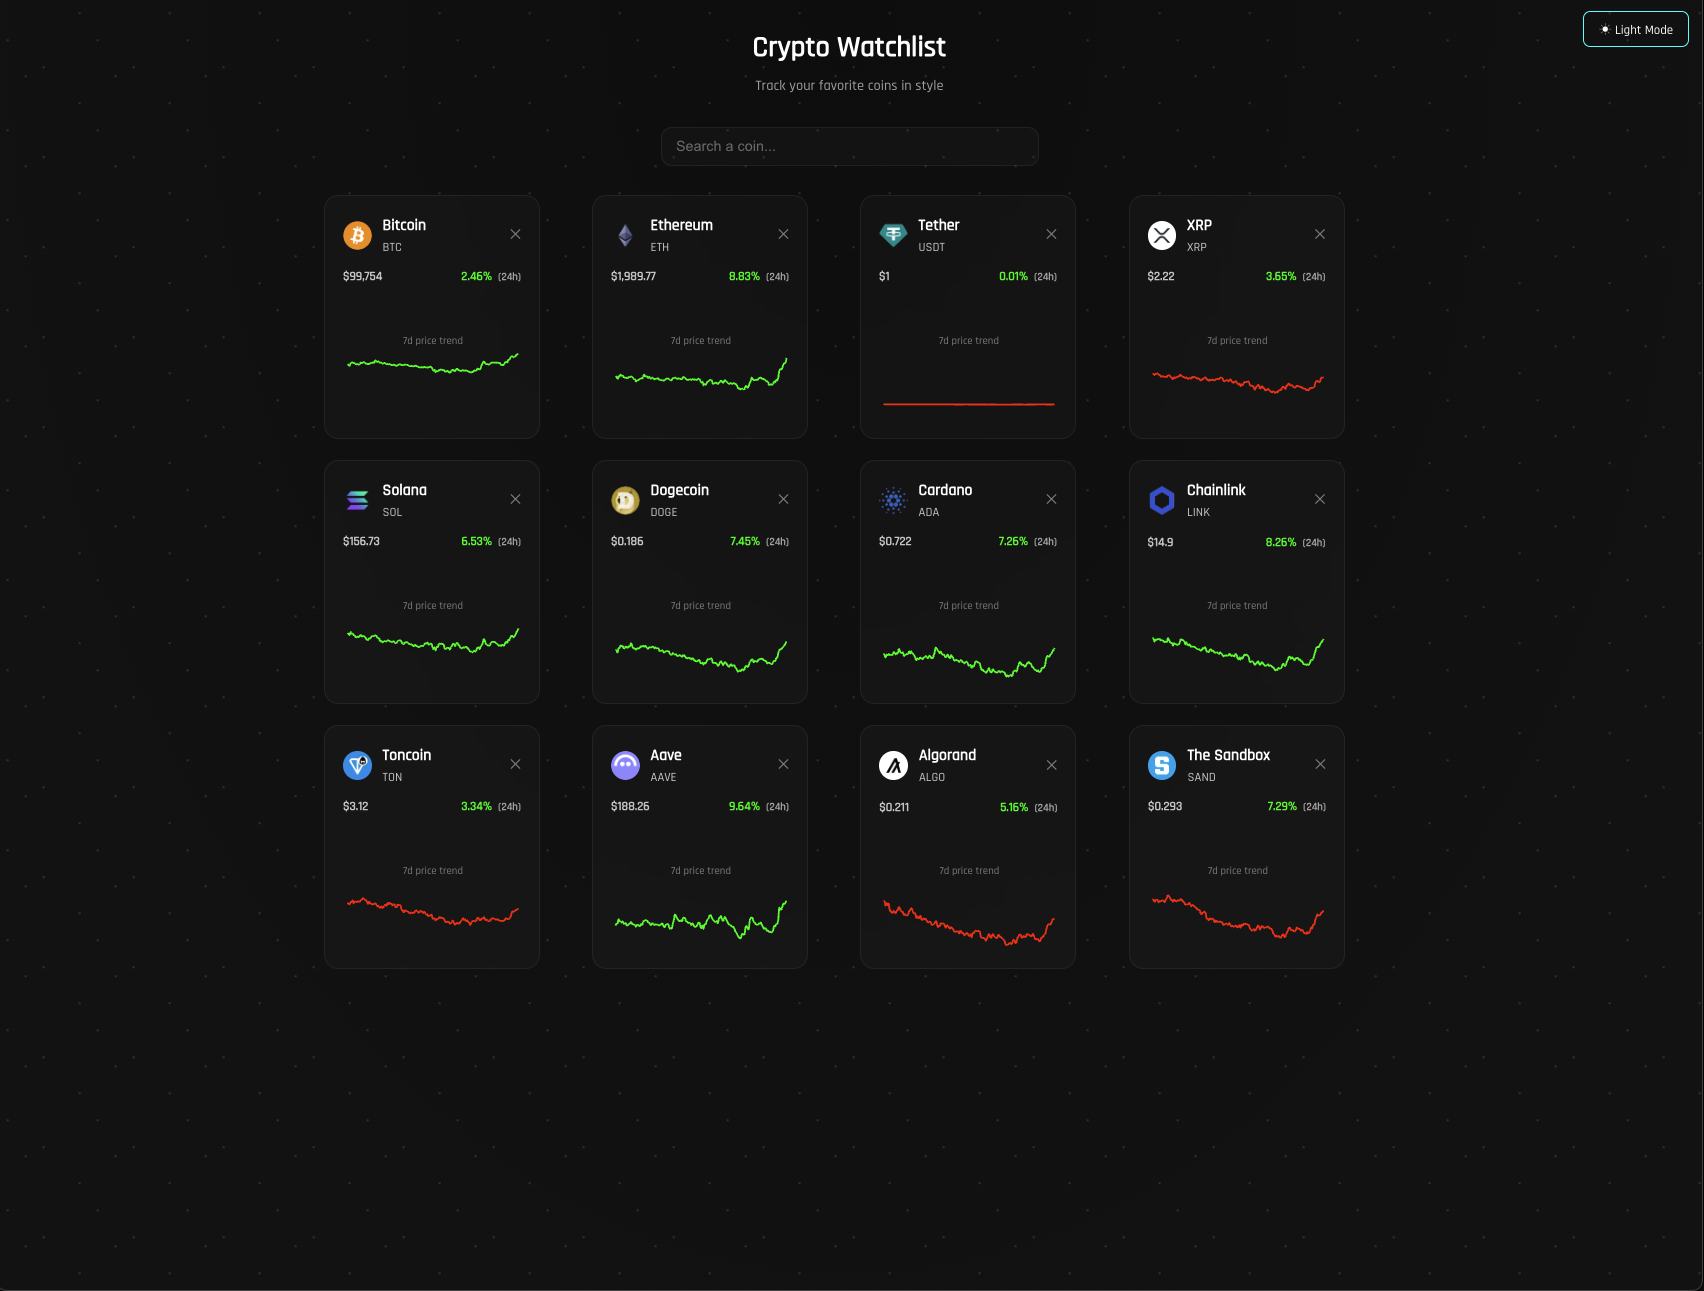 Light Mode
Crypto Watchlist
Track your favorite coins in style
Search a coin...
Bitcoin
BTC
$99,754 2.46% (24h)
7d price trend
Ethereum
ETH
$1,989.77 8.83% (24h)
7d price trend
Tether
USDT
$1 0.01% (24h)
7d price trend
XRP
XRP
$2.22 3.65% (24h)
7d price trend
Solana
SOL
$156.73 6.53% (24h)
7d price trend
Dogecoin
DOGE
$0.186 7.45% (24h)
7d price trend
Cardano
ADA
$0.722 7.26% (24h)
7d price trend
Chainlink
LINK
$14.9 8.26% (24h)
7d price trend
Toncoin
TON
$3.12 3.34% (24h)
7d price trend
Aave
AAVE
$188.26 9.64% (24h)
7d price trend
Algorand
ALGO
$0.211 5.16% (24h)
7d price trend
The Sandbox
SAND
$0.293 7.29% (24h)
7d price trend